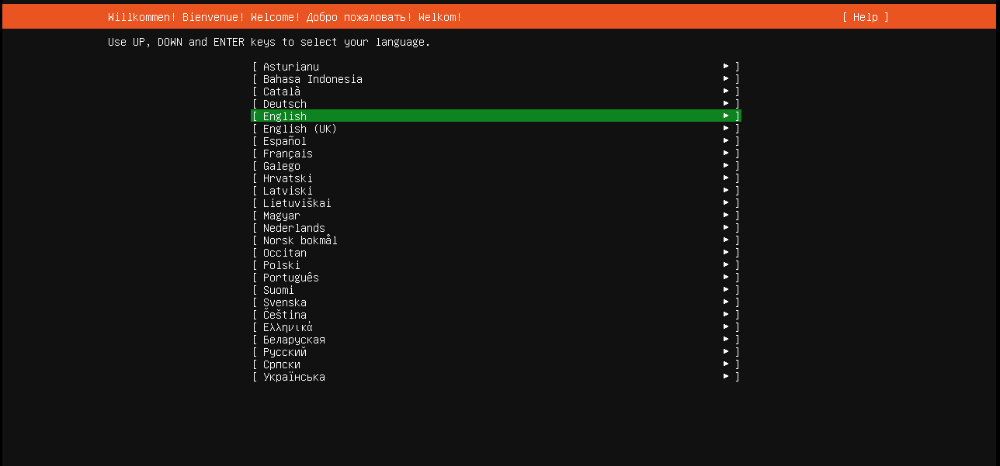 Willkommen! Bienvenue! Welcome! Добро пожаловать! Welkom! [ Help ]
Use UP, DOWN and ENTER keys to select your language.
[ Asturianu ► ]
[ Bahasa Indonesia ► ]
[ Català ► ]
[ Deutsch ► ]
[ English ► ]
[ English (UK) ► ]
[ Español ► ]
[ Français ► ]
[ Galego ► ]
[ Hrvatski ► ]
[ Latviski ► ]
[ Lietuviškai ► ]
[ Magyar ► ]
[ Nederlands ► ]
[ Norsk bokmål ► ]
[ Occitan ► ]
[ Polski ► ]
[ Português ► ]
[ Suomi ► ]
[ Svenska ► ]
[ Čeština ► ]
[ Ελληνικά ► ]
[ Беларуская ► ]
[ Русский ► ]
[ Српски ► ]
[ Українська ► ]